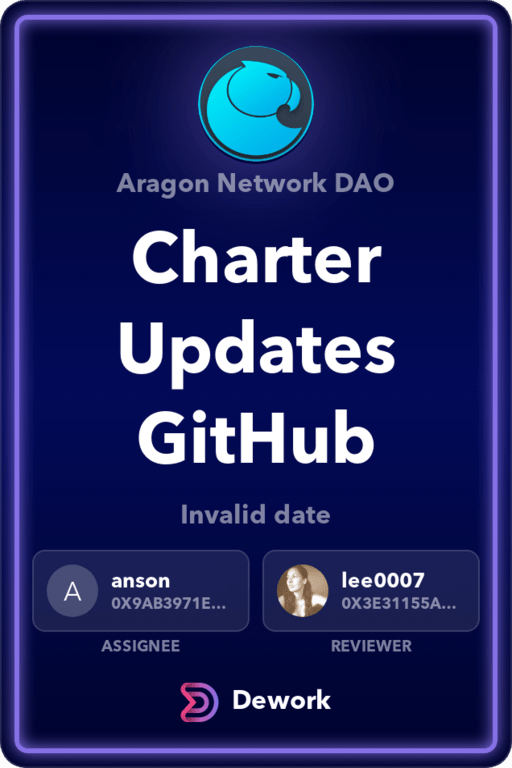 Aragon Network DAO
Charter
Updates
GitHub
Invalid date
A
anson
0X9AB3971E...
ASSIGNEE
lee0007
0X3E31155A...
REVIEWER
Dework